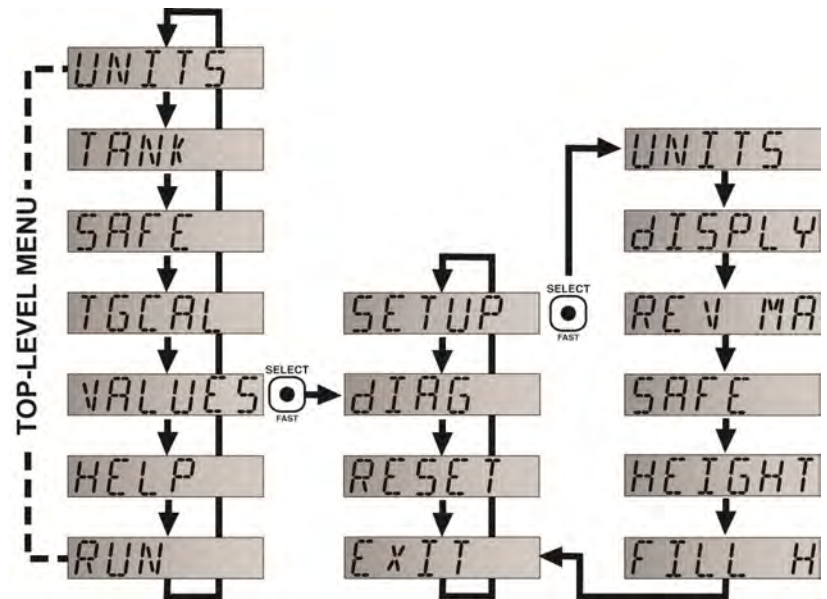 TOP-LEVEL MENU
UNITS
TANK
SAFE
TGCAL
VALUES
HELP
RUN
SELECT
FAST
SETUP
dIAG
RESET
ExIT
SELECT
FAST
UNITS
dISPLY
REV MA
SAFE
HEIGHT
FILL H